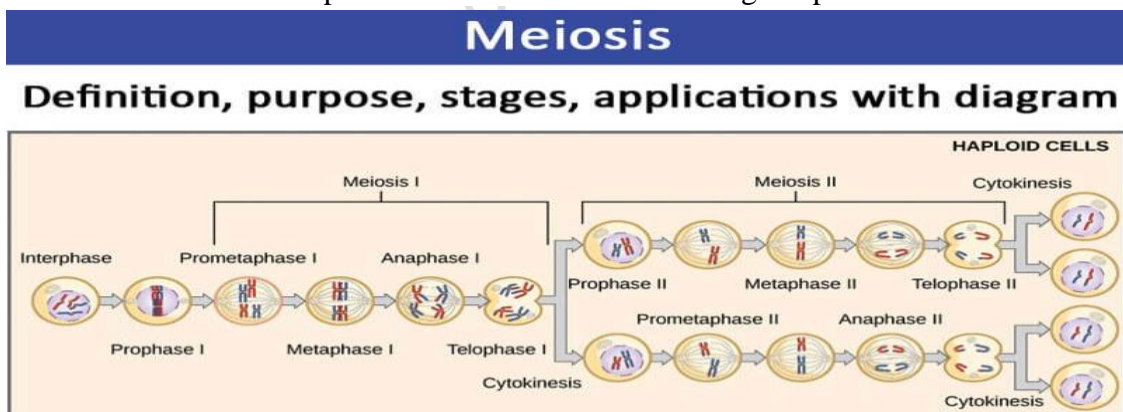 Meiosis
Definition, purpose, stages, applications with diagram
HAPLOID CELLS
Meiosis I
Meiosis II
Cytokinesis
Interphase
Prometaphase I
Anaphase I
Prophase II
Metaphase II
Telophase II
Prophase I
Metaphase I
Telophase I
Prometaphase II
Anaphase II
Cytokinesis
Cytokinesis